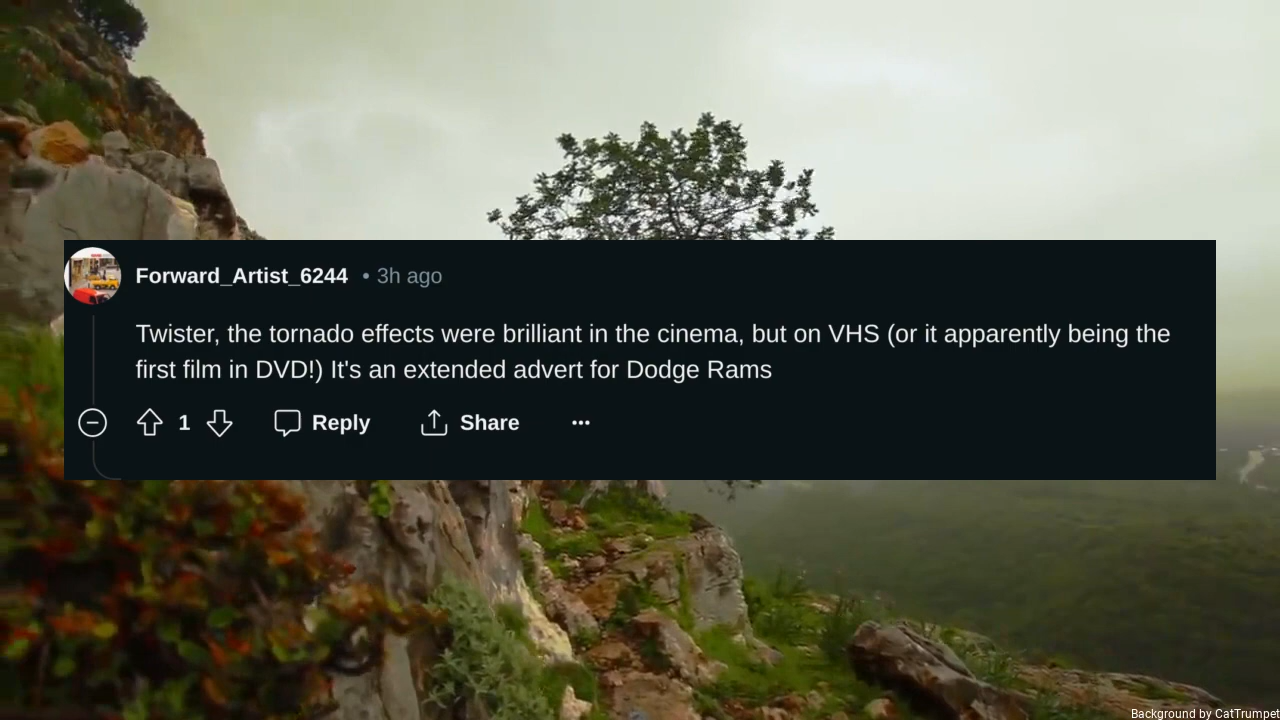 Forward_Artist_6244 • 3h ago
Twister, the tornado effects were brilliant in the cinema, but on VHS (or it apparently being the
first film in DVD!) It's an extended advert for Dodge Rams
1 Reply Share ...
Background by CatTrumpet